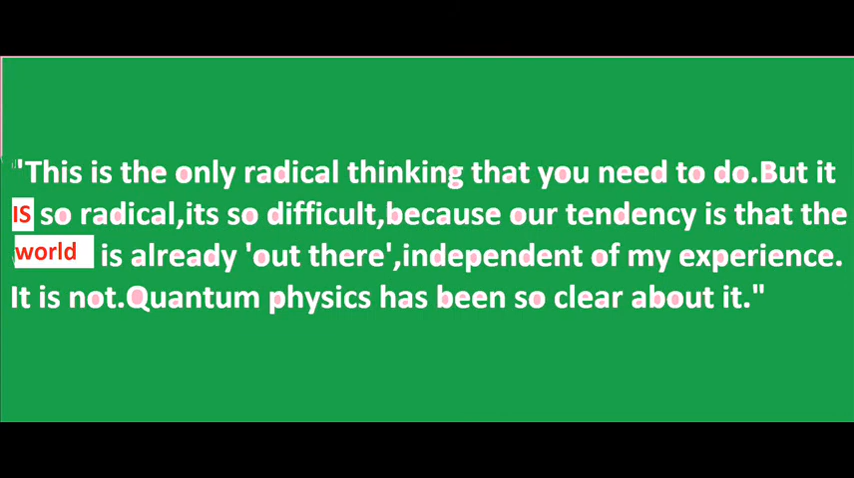 "This is the only radical thinking that you need to do.But it
IS so radical,its so difficult,because our tendency is that the
world is already 'out there',independent of my experience.
It is not.Quantum physics has been so clear about it."